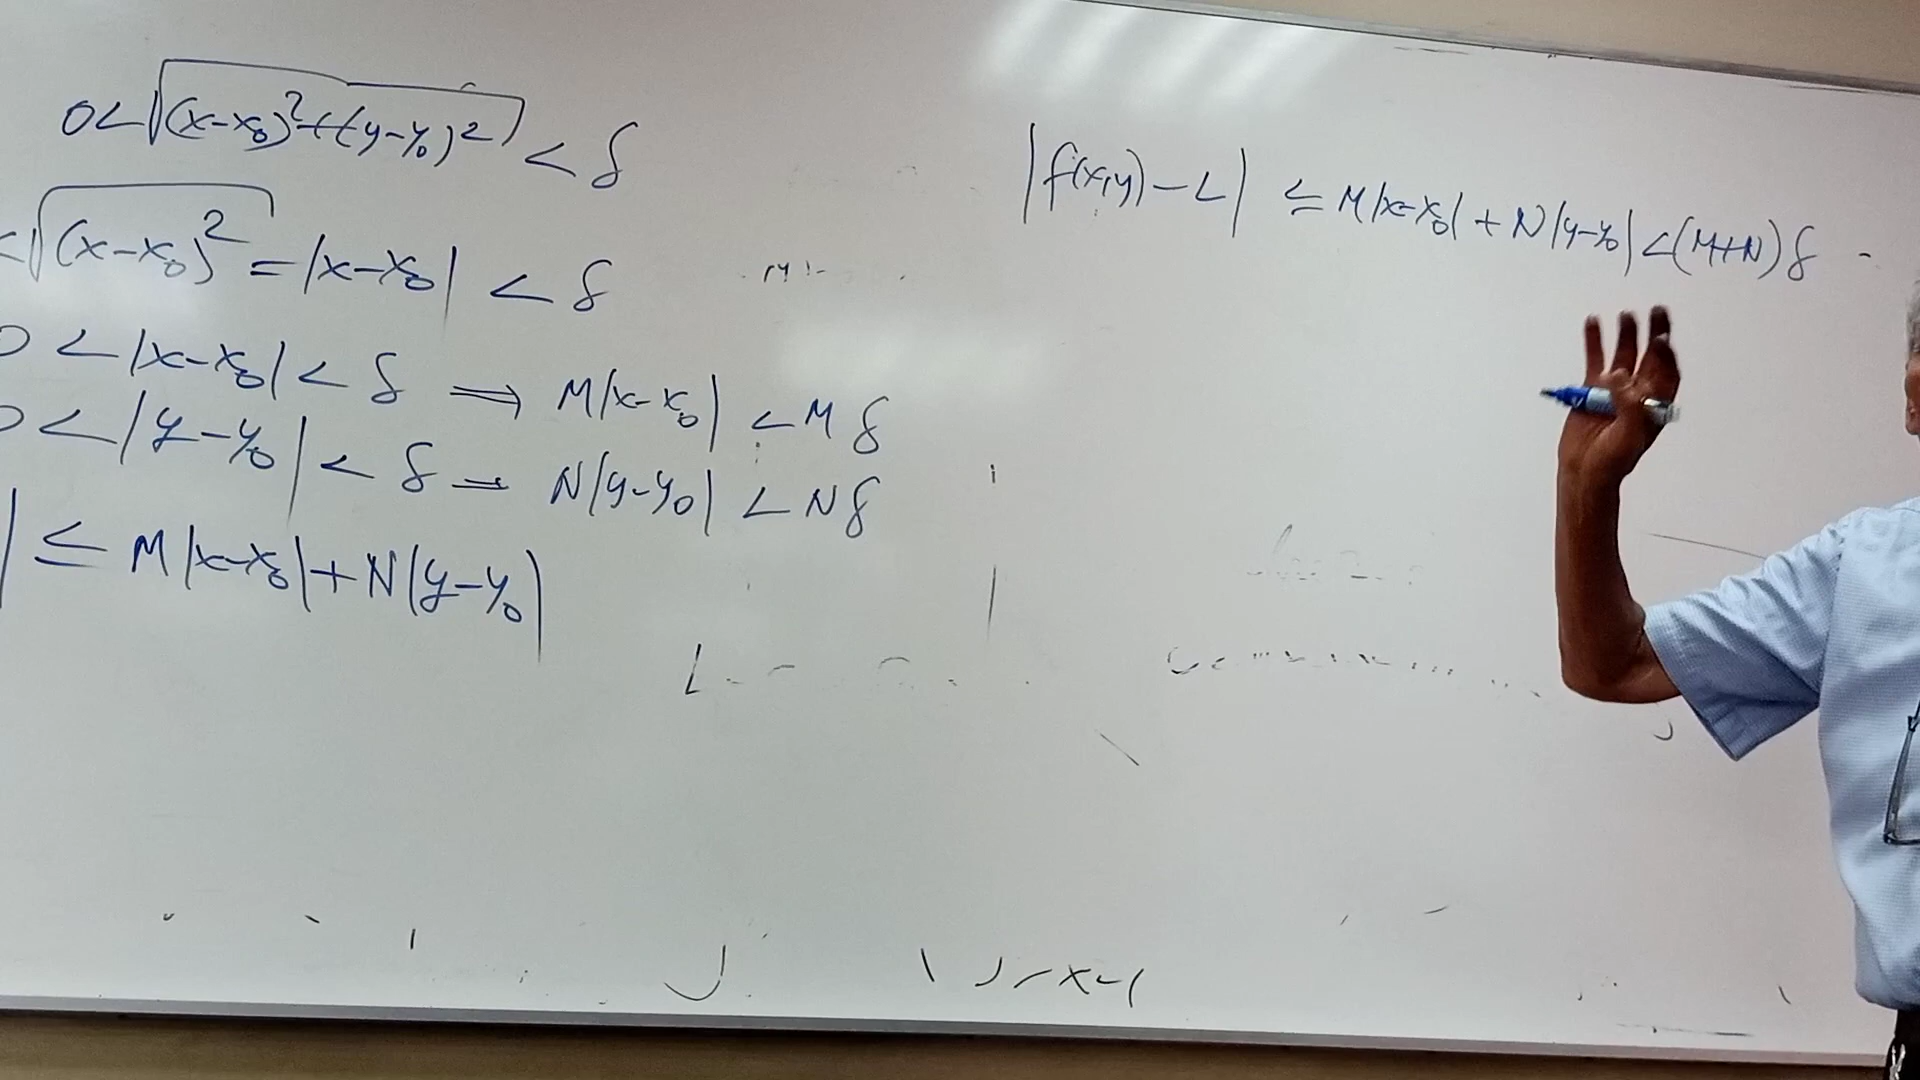 0<√((x-x₀)²+(y-y₀)²) < δ
<√((x-x₀)²) = |x-x₀| < δ
0 < |x-x₀| < δ ⟹ M|x-x₀| < Mδ
0 < |y-y₀| < δ ⟹ N|y-y₀| < Nδ
| ≤ M|x-x₀| + N|y-y₀|
|f(x,y)-L| ≤ M|x-x₀| + N|y-y₀| < (M+N)δ